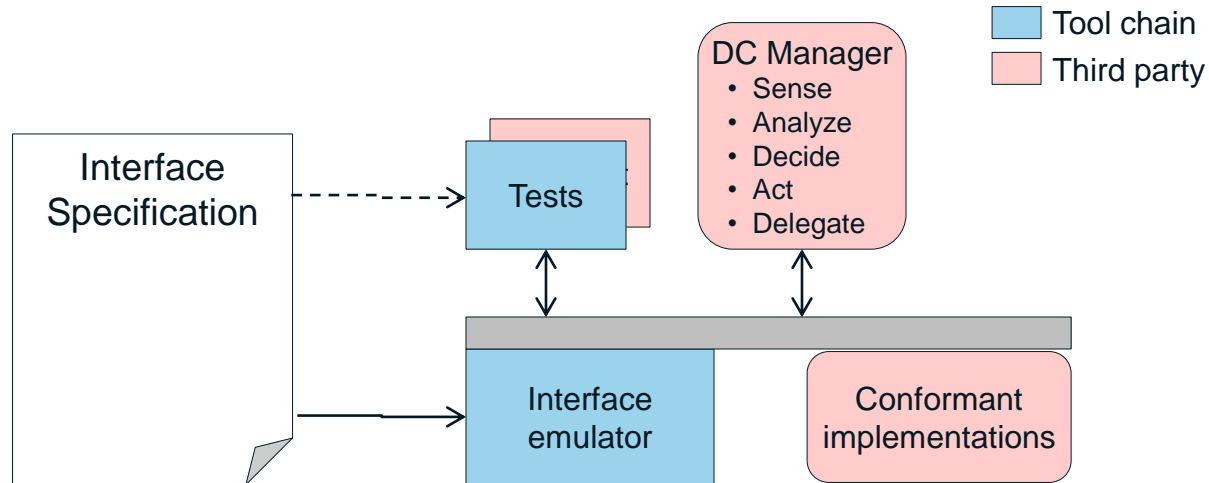 Tool chain
Third party
DC Manager
• Sense
• Analyze
• Decide
• Act
• Delegate
Interface
Specification
Tests
Interface
emulator
Conformant
implementations